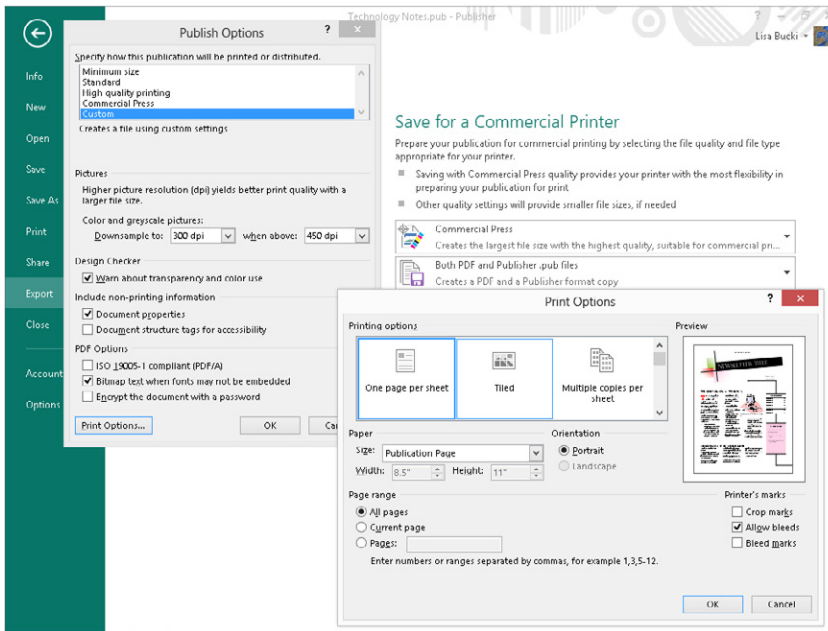 Technology Notes.pub - Publisher
?
Lisa Bucki
Info
New
Open
Save
Save As
Print
Share
Export
Close
Account
Options
Publish Options
?
Specify how this publication will be printed or distributed.
Minimum size
Standard
High quality printing
Commercial Press
Custom
Creates a file using custom settings
Pictures
Higher picture resolution (dpi) yields better print quality with a
larger file size.
Color and greyscale pictures:
Downsample to: 300 dpi when above: 450 dpi
Design Checker
Warn about transparency and color use
Include non-printing information
Document properties
Document structure tags for accessibility
PDF Options
ISO 19005-1 compliant (PDF/A)
Bitmap text when fonts may not be embedded
Encrypt the document with a password
Print Options... OK Ca
Save for a Commercial Printer
Prepare your publication for commercial printing by selecting the file quality and file type
appropriate for your printer.
Saving with Commercial Press quality provides your printer with the most flexibility in
preparing your publication for print
Other quality settings will provide smaller file sizes, if needed
Commercial Press
Creates the largest file size with the highest quality, suitable for commercial pri...
Both PDF and Publisher .pub files
Creates a PDF and a Publisher format copy
Print Options
?
Printing options
One page per sheet
Tiled
Multiple copies per
sheet
Preview
NEWSLETTER TITLE
Paper
Size: Publication Page
Width: 8.5" Height: 11"
Orientation
Portrait
Landscape
Page range
All pages
Current page
Pages:
Enter numbers or ranges separated by commas, for example 1,3,5-12.
Printer's marks
Crop marks
Allow bleeds
Bleed marks
OK Cancel